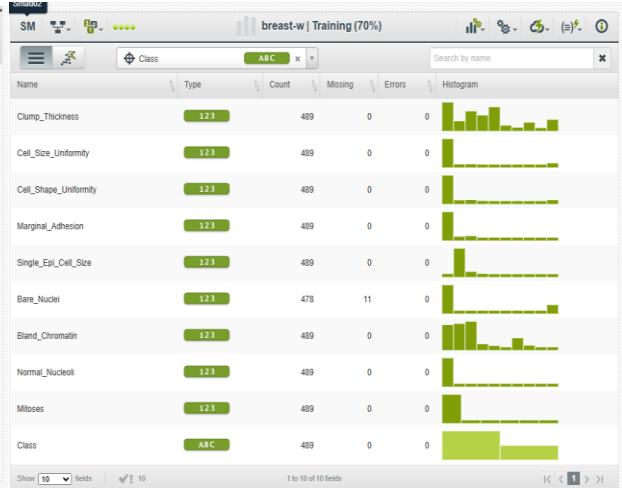 SM breast-w | Training (70%)
Class ABC x Search by name
Name Type Count Missing Errors Histogram
Clump_Thickness 123 489 0 0
Cell_Size_Uniformity 123 489 0 0
Cell_Shape_Uniformity 123 489 0 0
Marginal_Adhesion 123 489 0 0
Single_Epi_Cell_Size 123 489 0 0
Bare_Nuclei 123 478 11 0
Bland_Chromatin 123 489 0 0
Normal_Nucleoli 123 489 0 0
Mitoses 123 489 0 0
Class ABC 489 0 0
Show 10 fields 10 1 to 10 of 10 fields 1